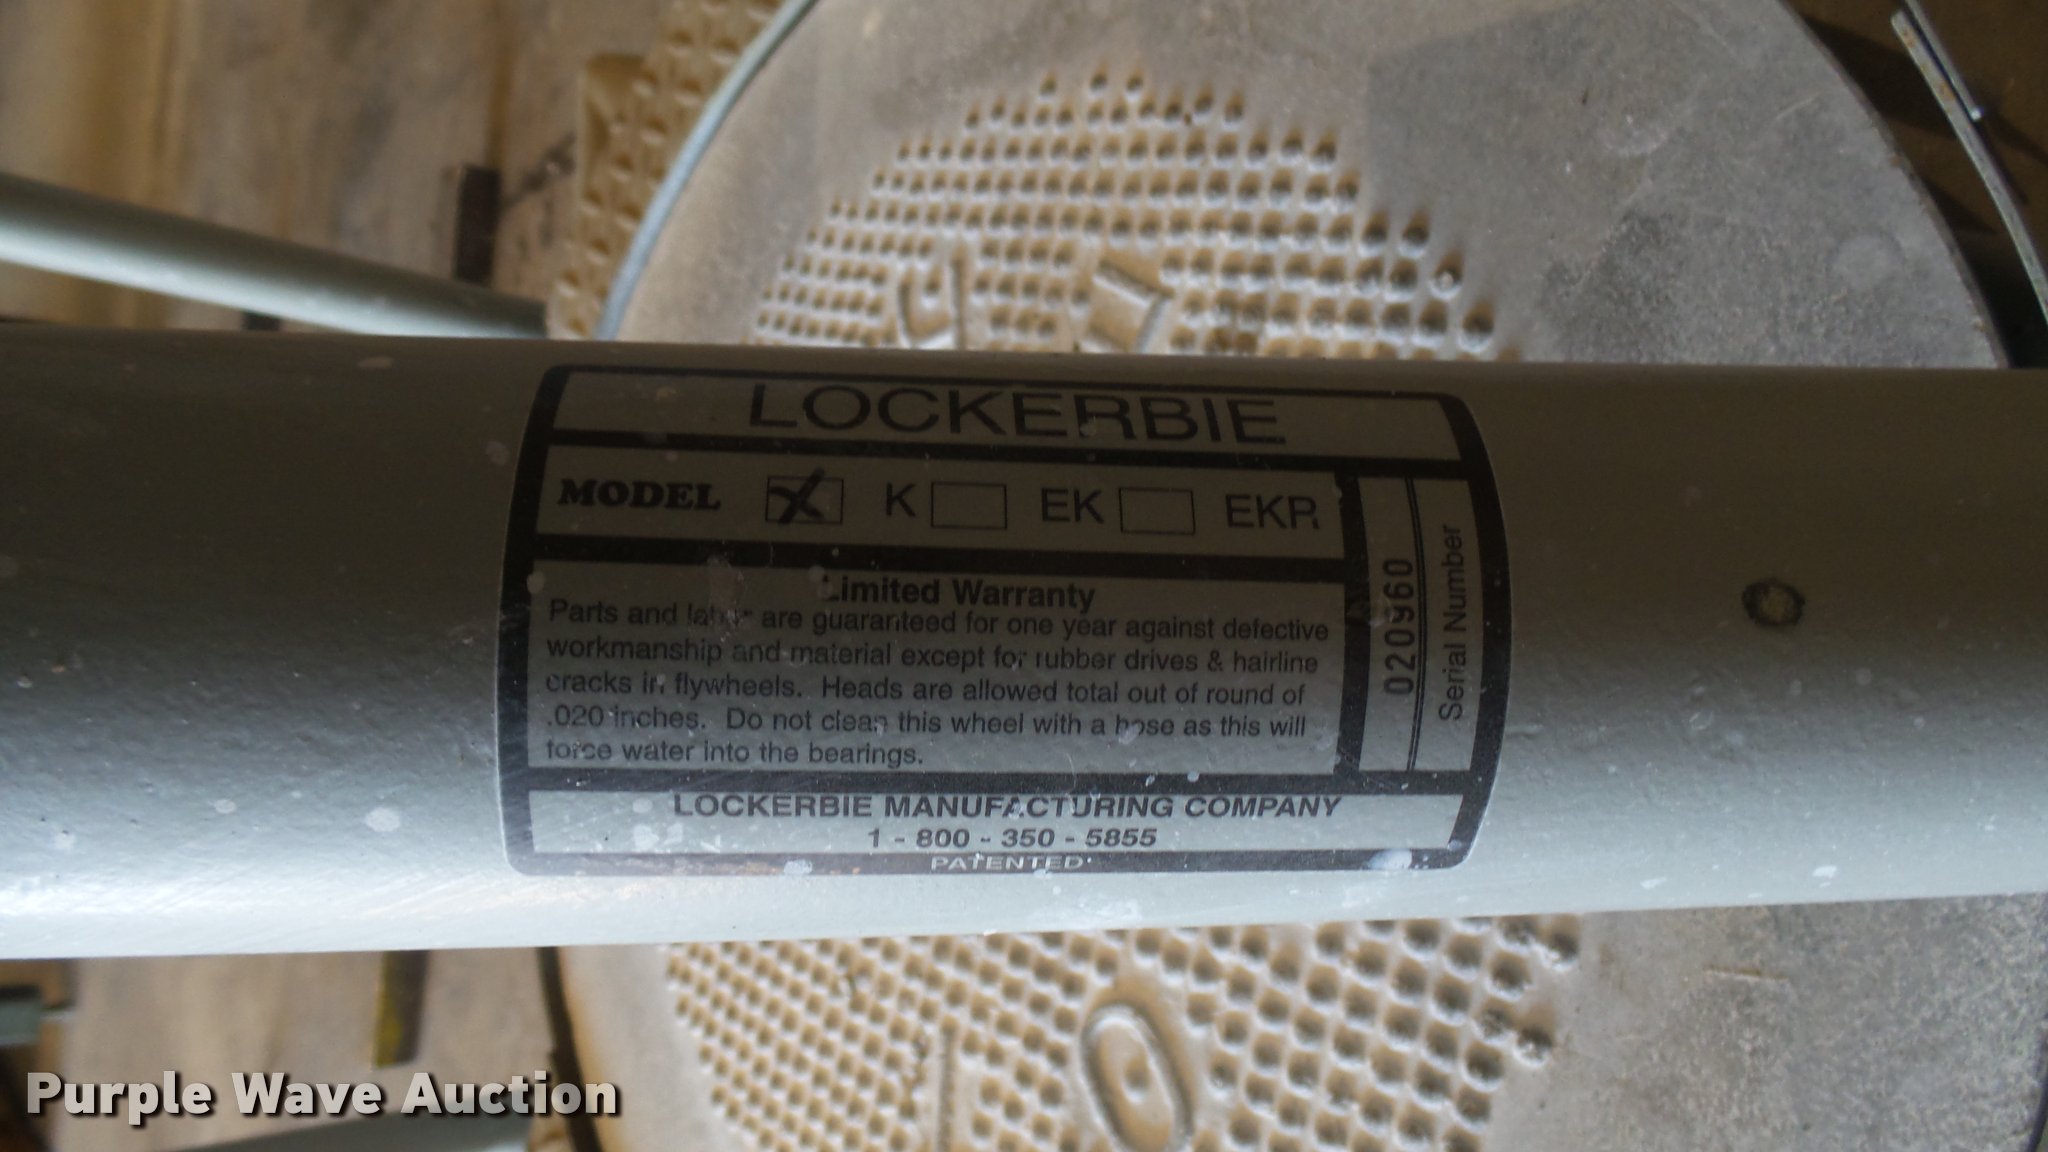 LOCKERBIE
MODEL K EK EKR
Limited Warranty
Parts and labor are guaranteed for one year against defective
workmanship and material except for rubber drives & hairline
cracks in flywheels. Heads are allowed total out of round of
.020 inches. Do not clean this wheel with a hose as this will
force water into the bearings.
020960
Serial Number
LOCKERBIE MANUFACTURING COMPANY
1 - 800 - 350 - 5855
PATENTED
Purple Wave Auction